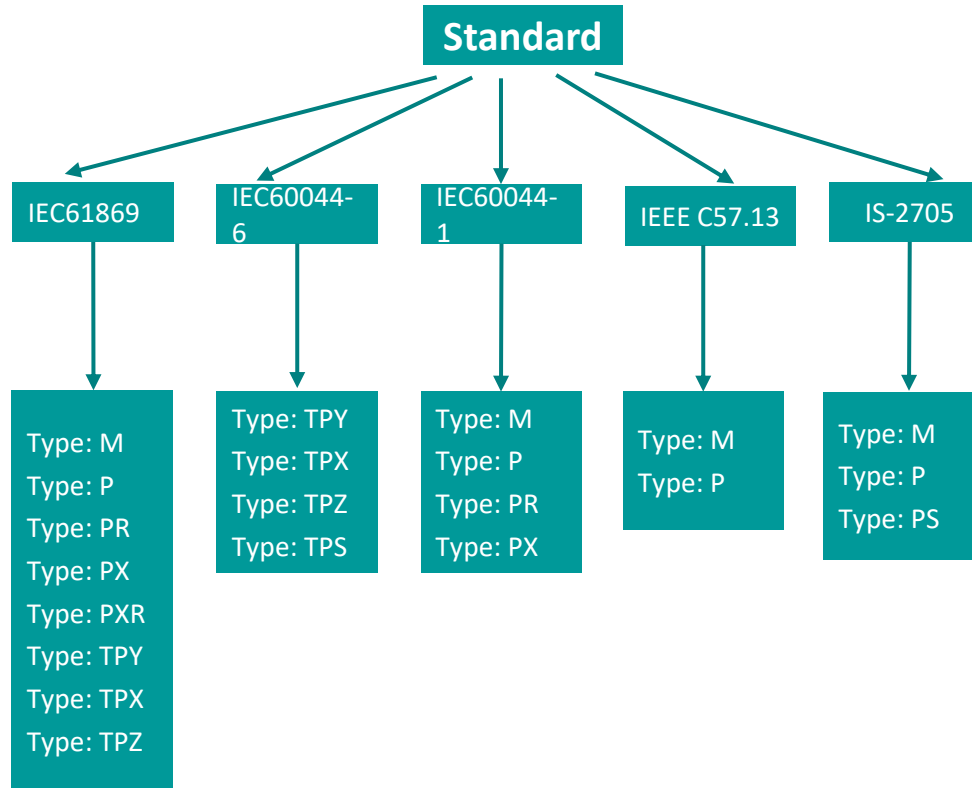 Standard
IEC61869
IEC60044-
6
IEC60044-
1
IEEE C57.13
IS-2705
Type: M
Type: P
Type: PR
Type: PX
Type: PXR
Type: TPY
Type: TPX
Type: TPZ
Type: TPY
Type: TPX
Type: TPZ
Type: TPS
Type: M
Type: P
Type: PR
Type: PX
Type: M
Type: P
Type: M
Type: P
Type: PS